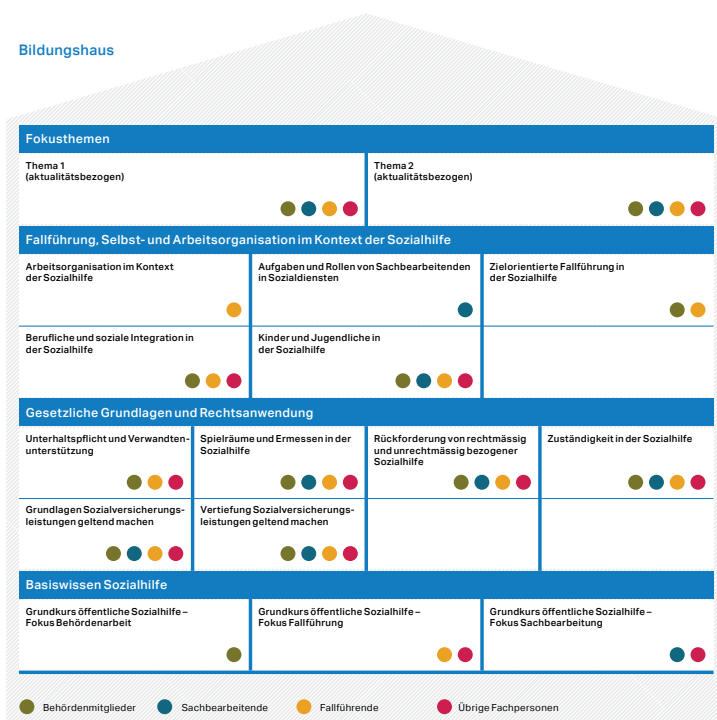 Bildungshaus
Fokusthemen
Thema 1
(aktualitätsbezogen)
Thema 2
(aktualitätsbezogen)
Fallführung, Selbst- und Arbeitsorganisation im Kontext der Sozialhilfe
Arbeitsorganisation im Kontext
der Sozialhilfe
Aufgaben und Rollen von Sachbearbeitenden
in Sozialdiensten
Zielorientierte Fallführung in
der Sozialhilfe
Berufliche und soziale Integration in
der Sozialhilfe
Kinder und Jugendliche in
der Sozialhilfe
Gesetzliche Grundlagen und Rechtsanwendung
Unterhaltspflicht und Verwandten-
unterstützung
Spielräume und Ermessen in der
Sozialhilfe
Rückforderung von rechtmässig
und unrechtmässig bezogener
Sozialhilfe
Zuständigkeit in der Sozialhilfe
Grundlagen Sozialversicherungs-
leistungen geltend machen
Vertiefung Sozialversicherungs-
leistungen geltend machen
Basiswissen Sozialhilfe
Grundkurs öffentliche Sozialhilfe –
Fokus Behördenarbeit
Grundkurs öffentliche Sozialhilfe –
Fokus Fallführung
Grundkurs öffentliche Sozialhilfe –
Fokus Sachbearbeitung
Behördenmitglieder
Sachbearbeitende
Fallführende
Übrige Fachpersonen